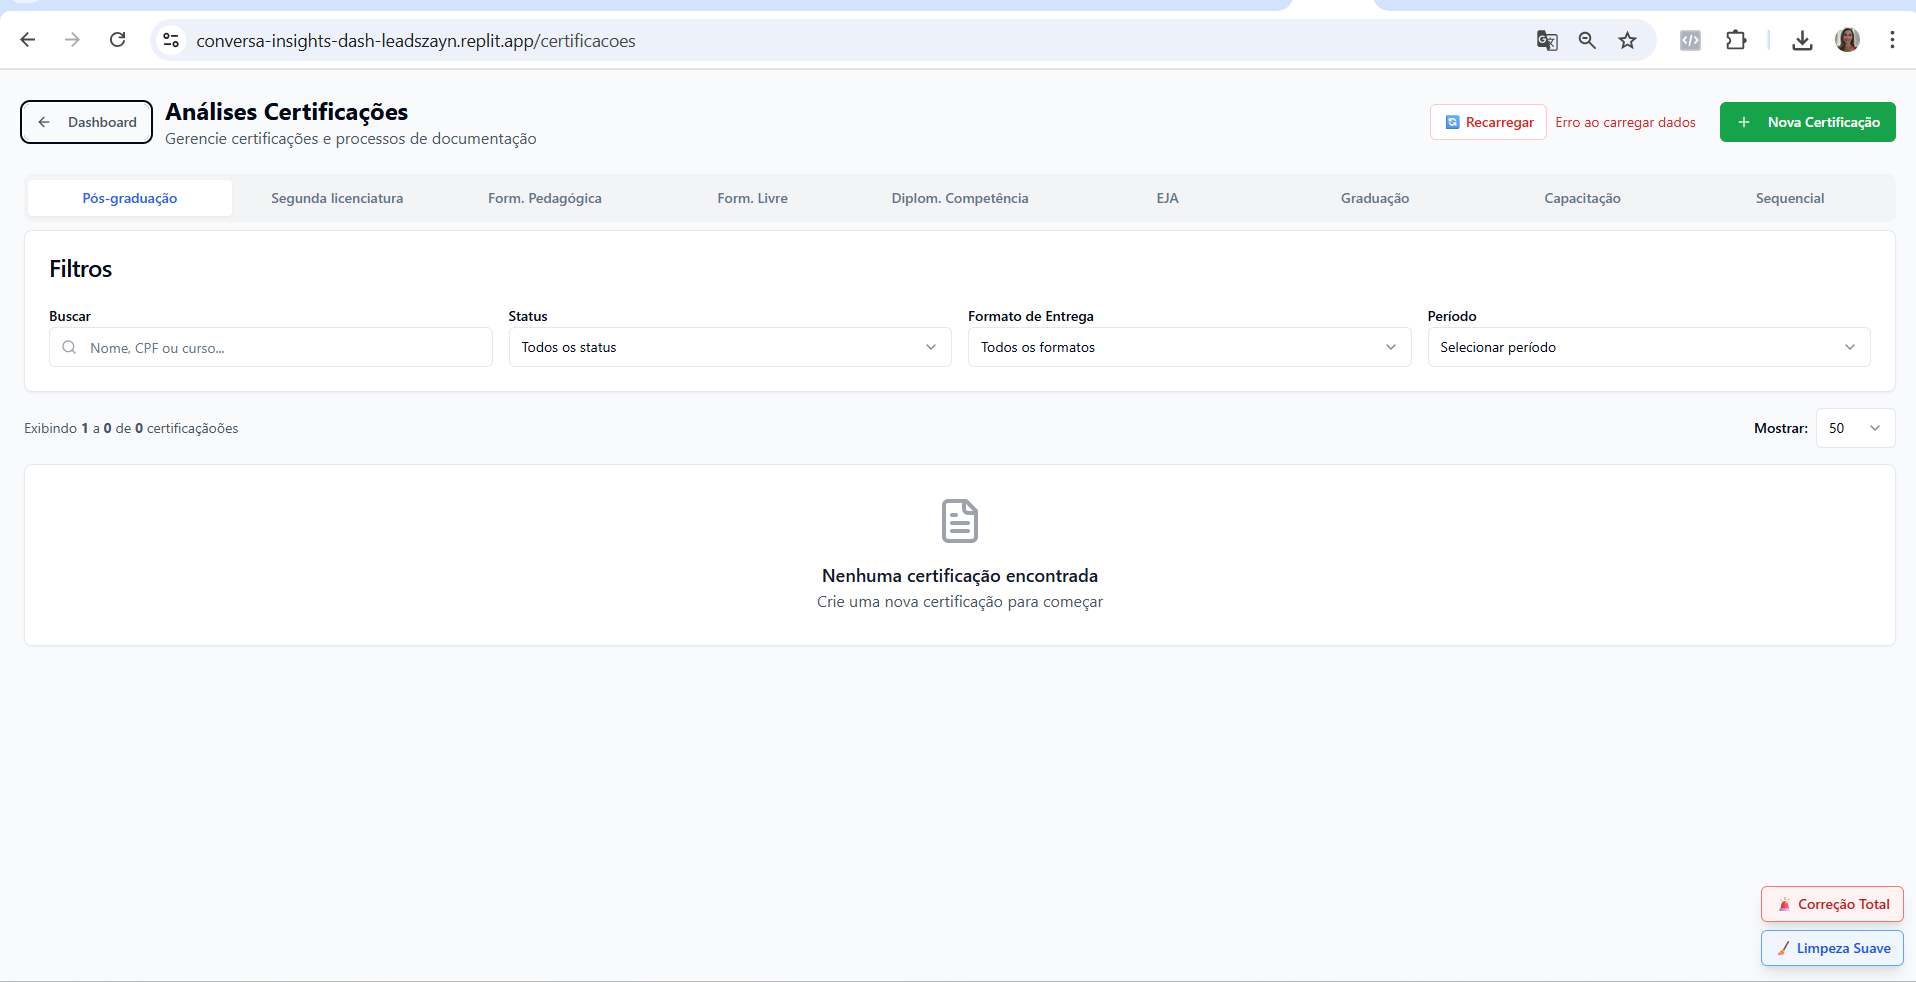 conversa-insights-dash-leadszayn.replit.app/certificacoes
Dashboard
Análises Certificações
Gerencie certificações e processos de documentação
Recarregar
Erro ao carregar dados
Nova Certificação
Pós-graduação
Segunda licenciatura
Form. Pedagógica
Form. Livre
Diplom. Competência
EJA
Graduação
Capacitação
Sequencial
Filtros
Buscar
Status
Formato de Entrega
Período
Nome, CPF ou curso...
Todos os status
Todos os formatos
Selecionar período
Exibindo 1 a 0 de 0 certificaçãoões
Mostrar:
50
Nenhuma certificação encontrada
Crie uma nova certificação para começar
Correção Total
Limpeza Suave